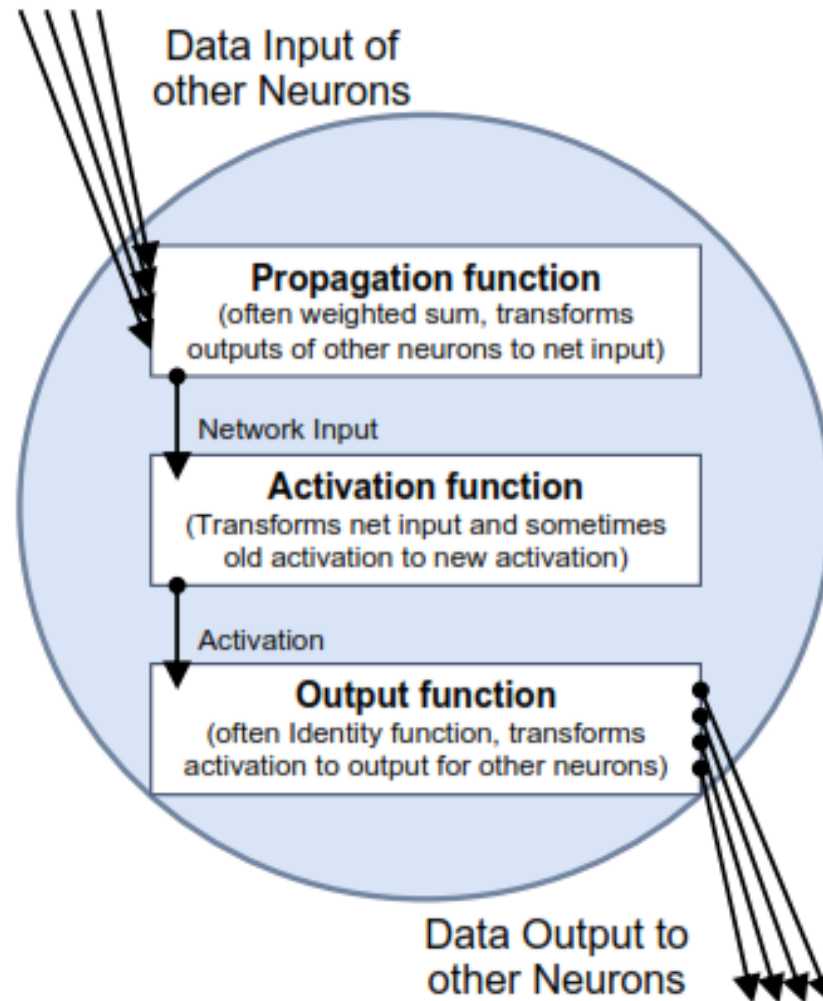 Data Input of
other Neurons
Propagation function
(often weighted sum, transforms
outputs of other neurons to net input)
Network Input
Activation function
(Transforms net input and sometimes
old activation to new activation)
Activation
Output function
(often Identity function, transforms
activation to output for other neurons)
Data Output to
other Neurons